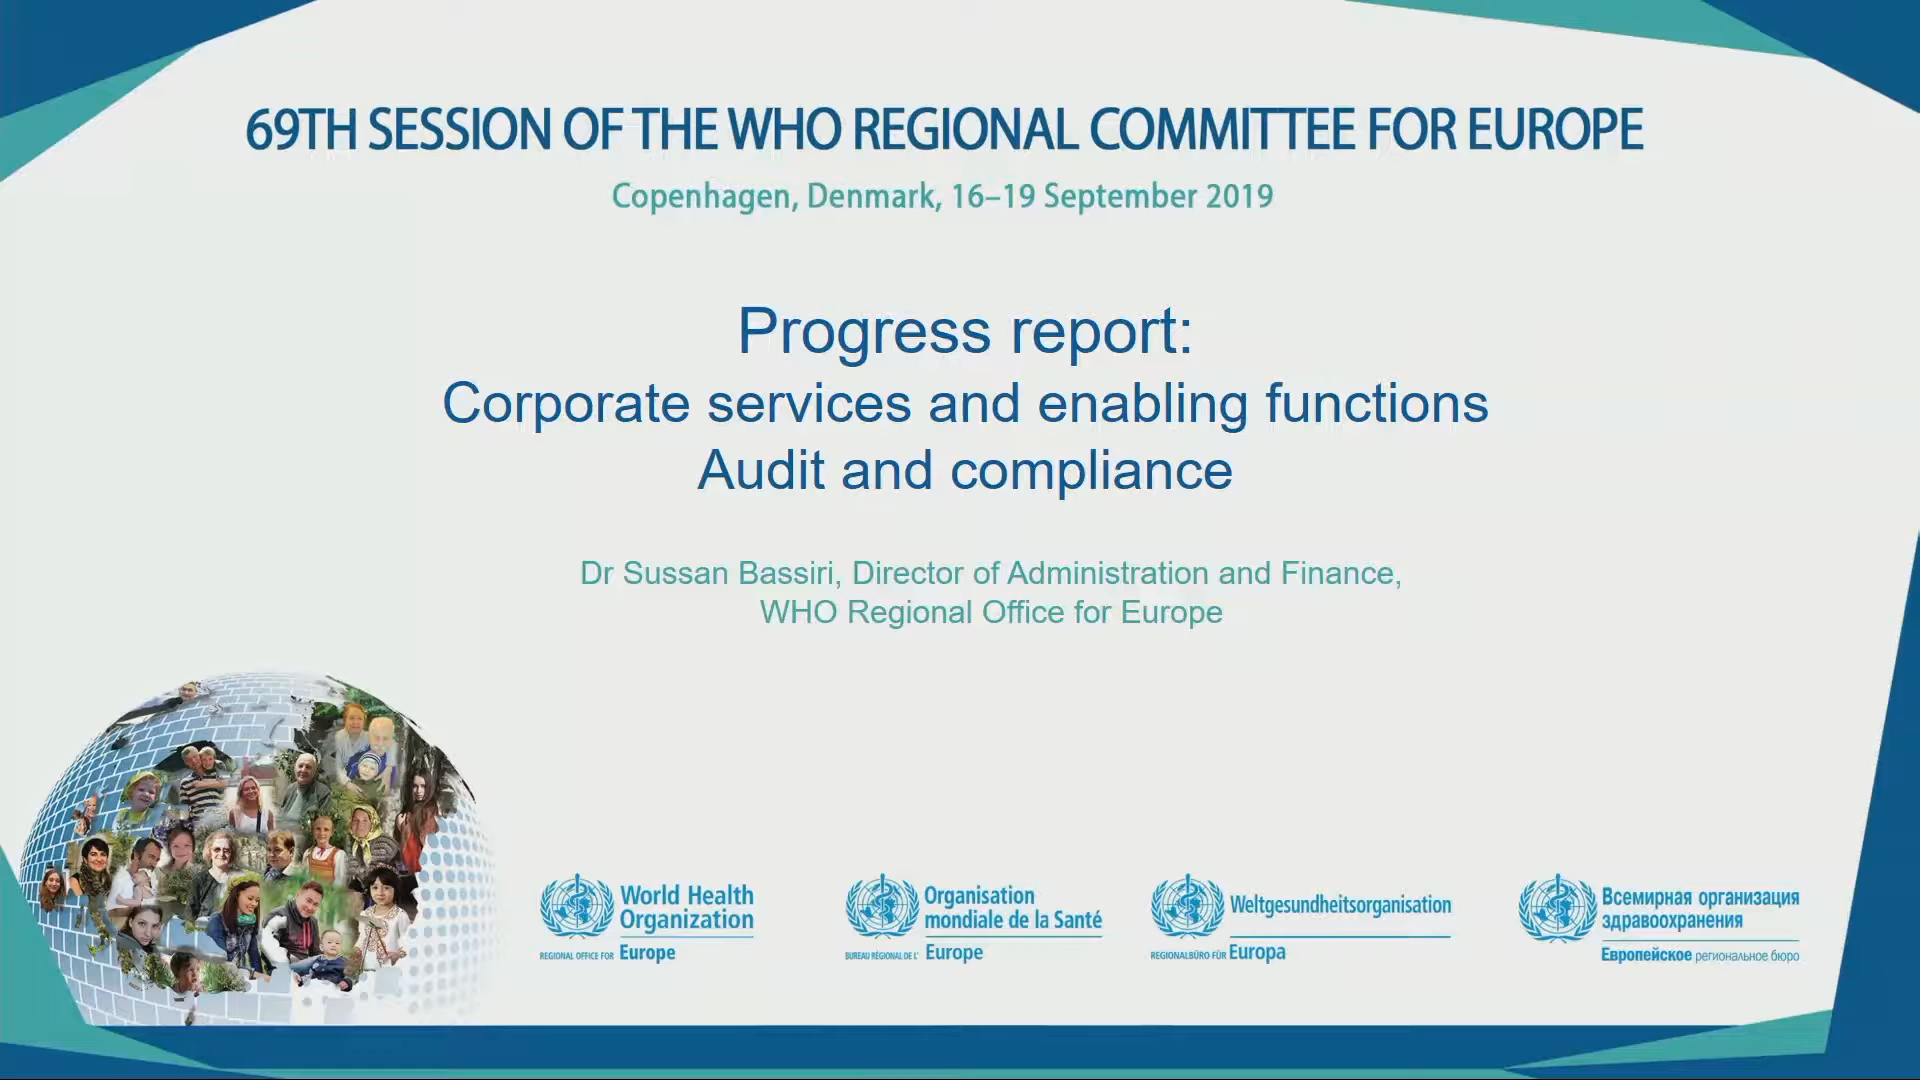 69TH SESSION OF THE WHO REGIONAL COMMITTEE FOR EUROPE
Copenhagen, Denmark, 16–19 September 2019
Progress report:
Corporate services and enabling functions
Audit and compliance
Dr Sussan Bassiri, Director of Administration and Finance,
WHO Regional Office for Europe
World Health
Organization
REGIONAL OFFICE FOR Europe
Organisation
mondiale de la Santé
BUREAU RÉGIONAL DE L' Europe
Weltgesundheitsorganisation
REGIONALBÜRO FÜR Europa
Всемирная организация
здравоохранения
Европейское региональное бюро